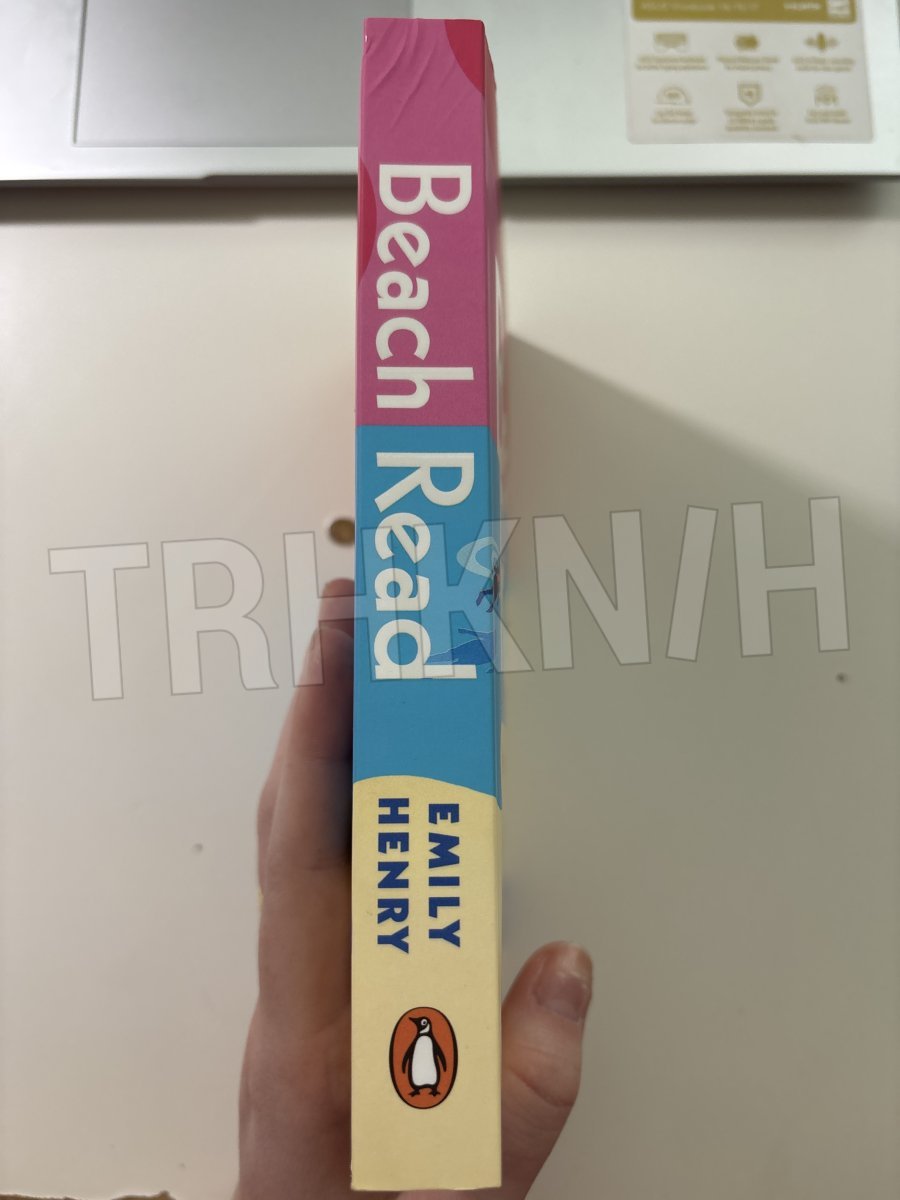 Beach Read
EMILY
HENRY
TRHKN/H